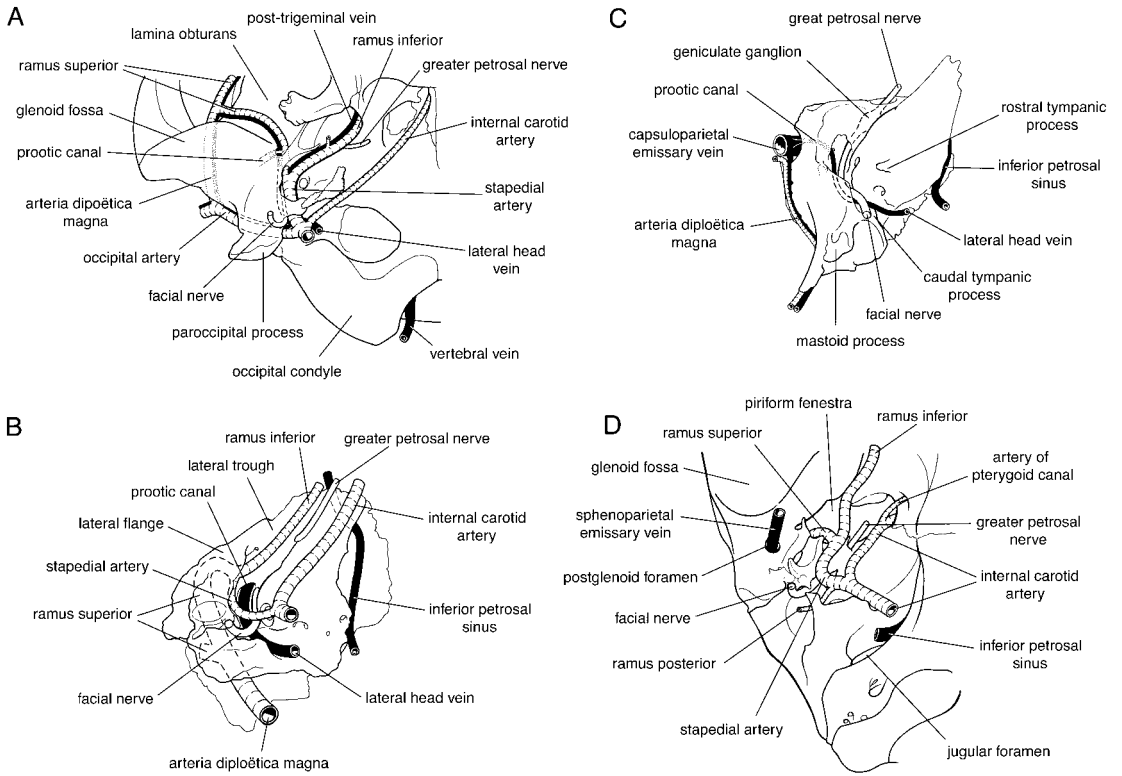 A
post-trigeminal vein
lamina obturans
ramus inferior
ramus superior
greater petrosal nerve
glenoid fossa
internal carotid
artery
prootic canal
stapedial
artery
arteria dipoëtica
magna
occipital artery
lateral head
vein
facial nerve
paroccipital process
vertebral vein
occipital condyle
C
great petrosal nerve
geniculate ganglion
prootic canal
rostral tympanic
process
capsuloparietal
emissary vein
inferior petrosal
sinus
arteria diploëtica
magna
lateral head vein
caudal tympanic
process
facial nerve
mastoid process
B
ramus inferior
greater petrosal nerve
lateral trough
prootic canal
lateral flange
internal carotid
artery
stapedial artery
ramus superior
inferior petrosal
sinus
facial nerve
lateral head vein
arteria diploëtica magna
D
piriform fenestra
ramus inferior
ramus superior
artery of
pterygoid canal
glenoid fossa
sphenoparietal
emissary vein
greater petrosal
nerve
postglenoid foramen
internal carotid
artery
facial nerve
inferior petrosal
sinus
ramus posterior
stapedial artery
jugular foramen